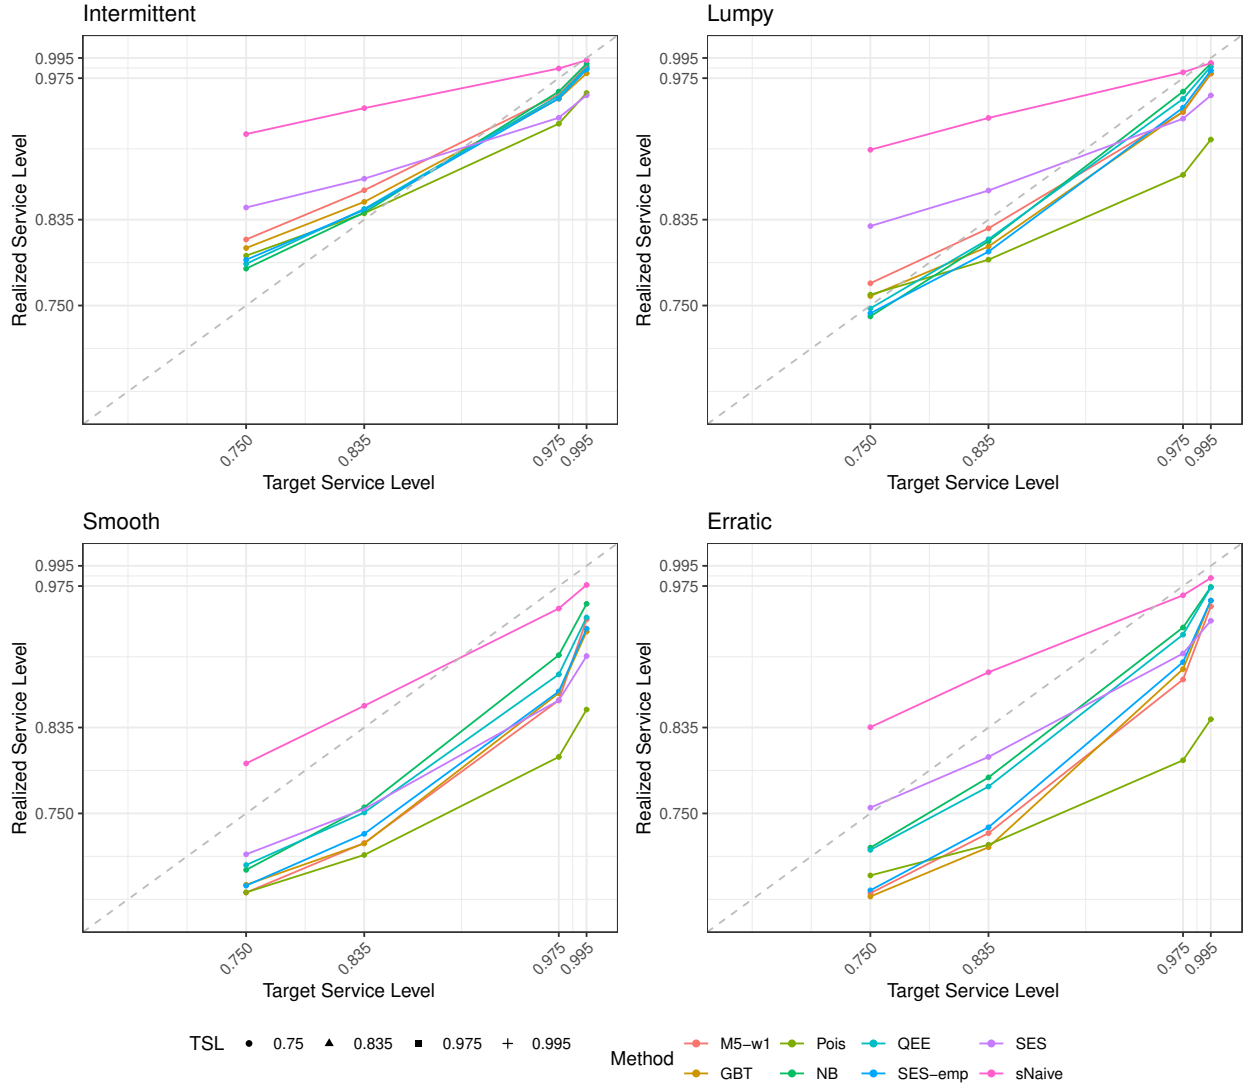 Intermittent
0.995
0.975
0.835
0.750
Realized Service Level
0.750
0.835
0.975
0.995
Target Service Level
Lumpy
0.995
0.975
0.835
0.750
Realized Service Level
0.750
0.835
0.975
0.995
Target Service Level
Smooth
0.995
0.975
0.835
0.750
Realized Service Level
0.750
0.835
0.975
0.995
Target Service Level
Erratic
0.995
0.975
0.835
0.750
Realized Service Level
0.750
0.835
0.975
0.995
Target Service Level
TSL 0.75 0.835 0.975 0.995
Method
M5−w1 Pois QEE SES
GBT NB SES−emp sNaive